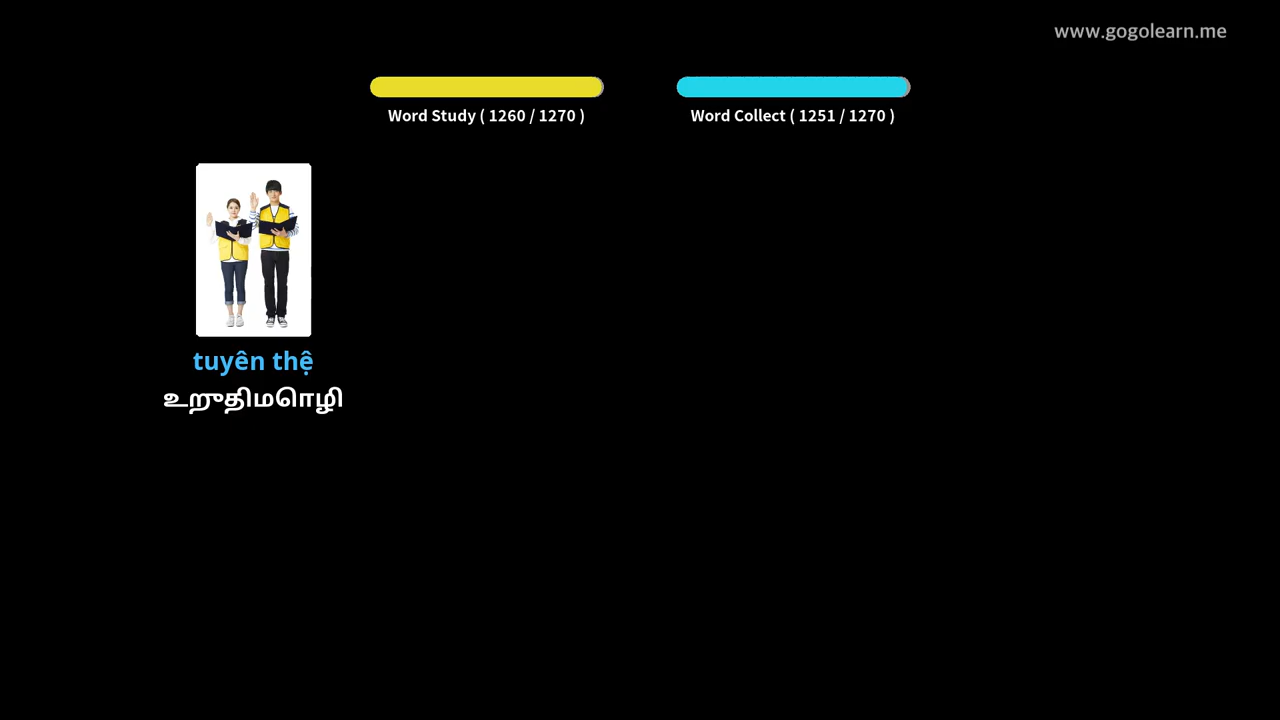 www.gogolearn.me
Word Study ( 1260 / 1270 )
Word Collect ( 1251 / 1270 )
tuyên thệ
உறுதிமொழி